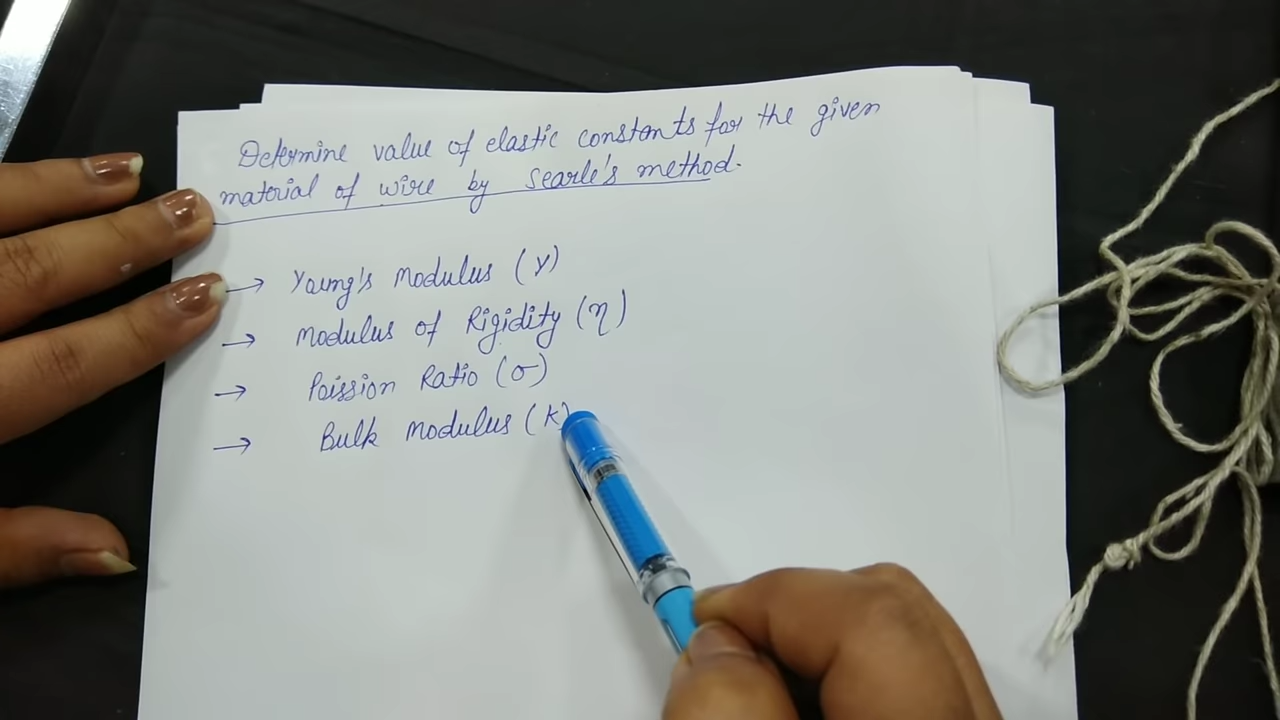 Determine value of elastic constants for the given
material of wire by Searle's method.
→ Young's Modulus (Y)
→ Modulus of Rigidity (η)
→ Poission Ratio (σ)
→ Bulk Modulus (K)